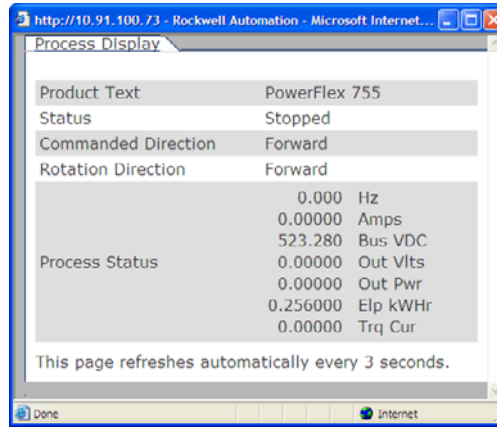 http://10.91.100.73 - Rockwell Automation - Microsoft Internet...
Process Display
Product Text PowerFlex 755
Status Stopped
Commanded Direction Forward
Rotation Direction Forward
Process Status
0.000 Hz
0.00000 Amps
523.280 Bus VDC
0.00000 Out Vlts
0.00000 Out Pwr
0.256000 Elp kWHr
0.00000 Trq Cur
This page refreshes automatically every 3 seconds.
Done Internet